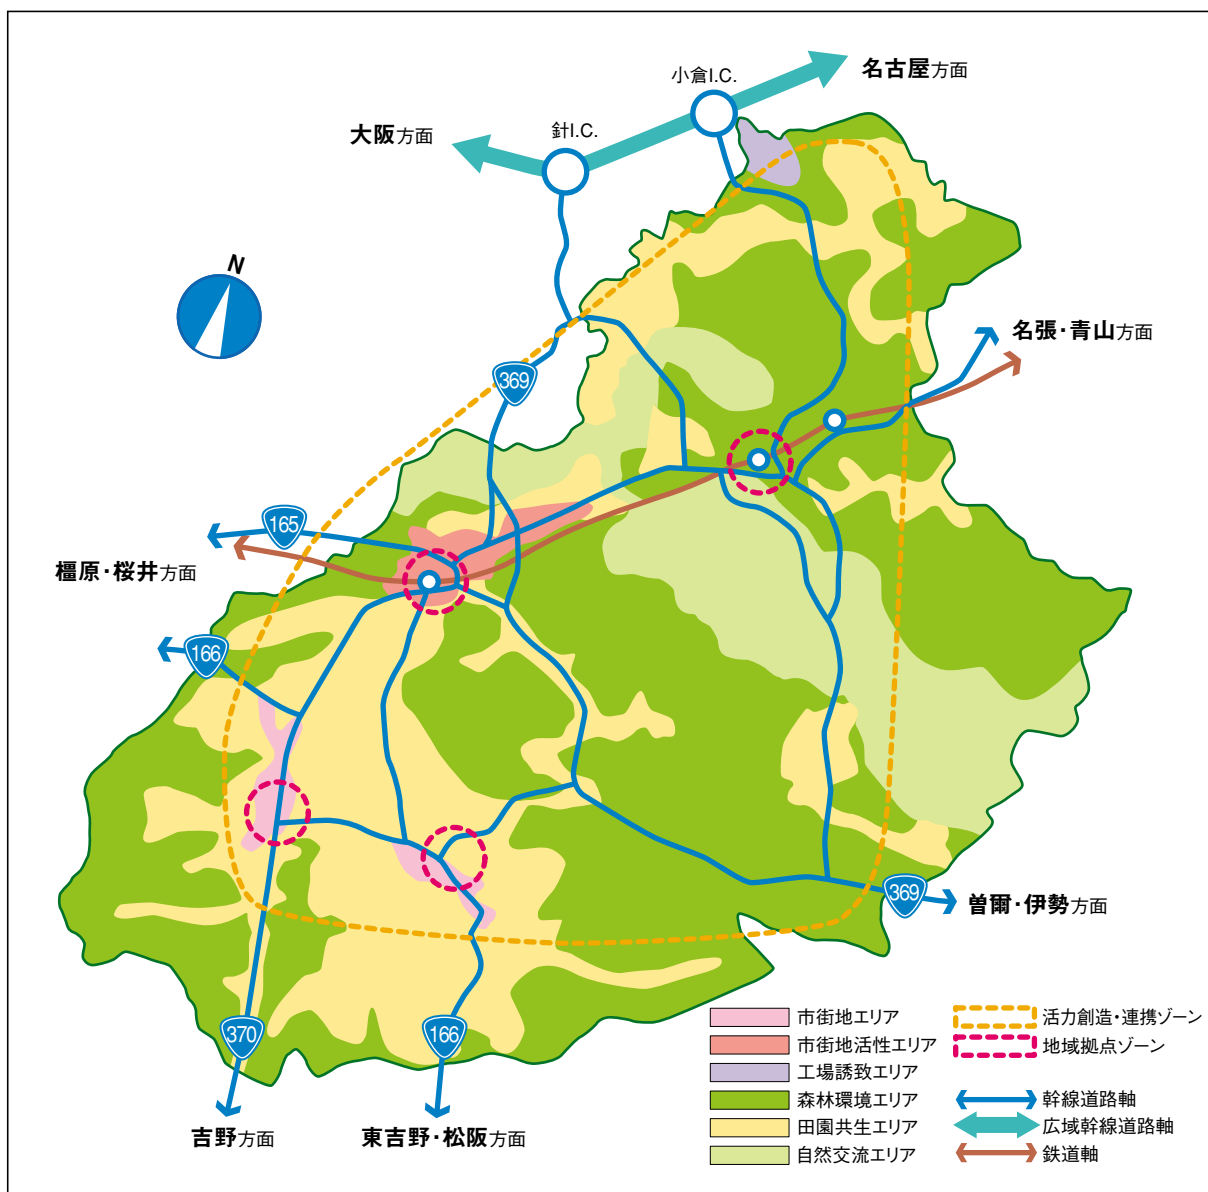 小倉I.C.
名古屋方面
針I.C.
大阪方面
N
名張・青山方面
369
165
橿原・桜井方面
166
369
曽爾・伊勢方面
370
166
吉野方面
東吉野・松阪方面
市街地エリア
市街地活性エリア
工場誘致エリア
森林環境エリア
田園共生エリア
自然交流エリア
活力創造・連携ゾーン
地域拠点ゾーン
幹線道路軸
広域幹線道路軸
鉄道軸